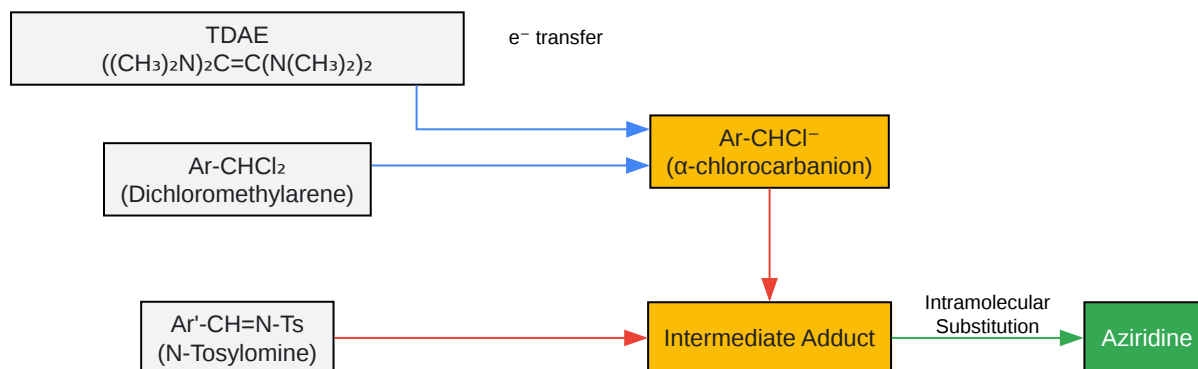 TDAE
((CH₃)₂N)₂C=C(N(CH₃)₂)₂
e⁻ transfer
Ar-CHCl₂
(Dichloromethylarene)
Ar-CHCl⁻
(α-chlorocarbanion)
Ar'-CH=N-Ts
(N-Tosylomine)
Intermediate Adduct
Intramolecular
Substitution
Aziridine